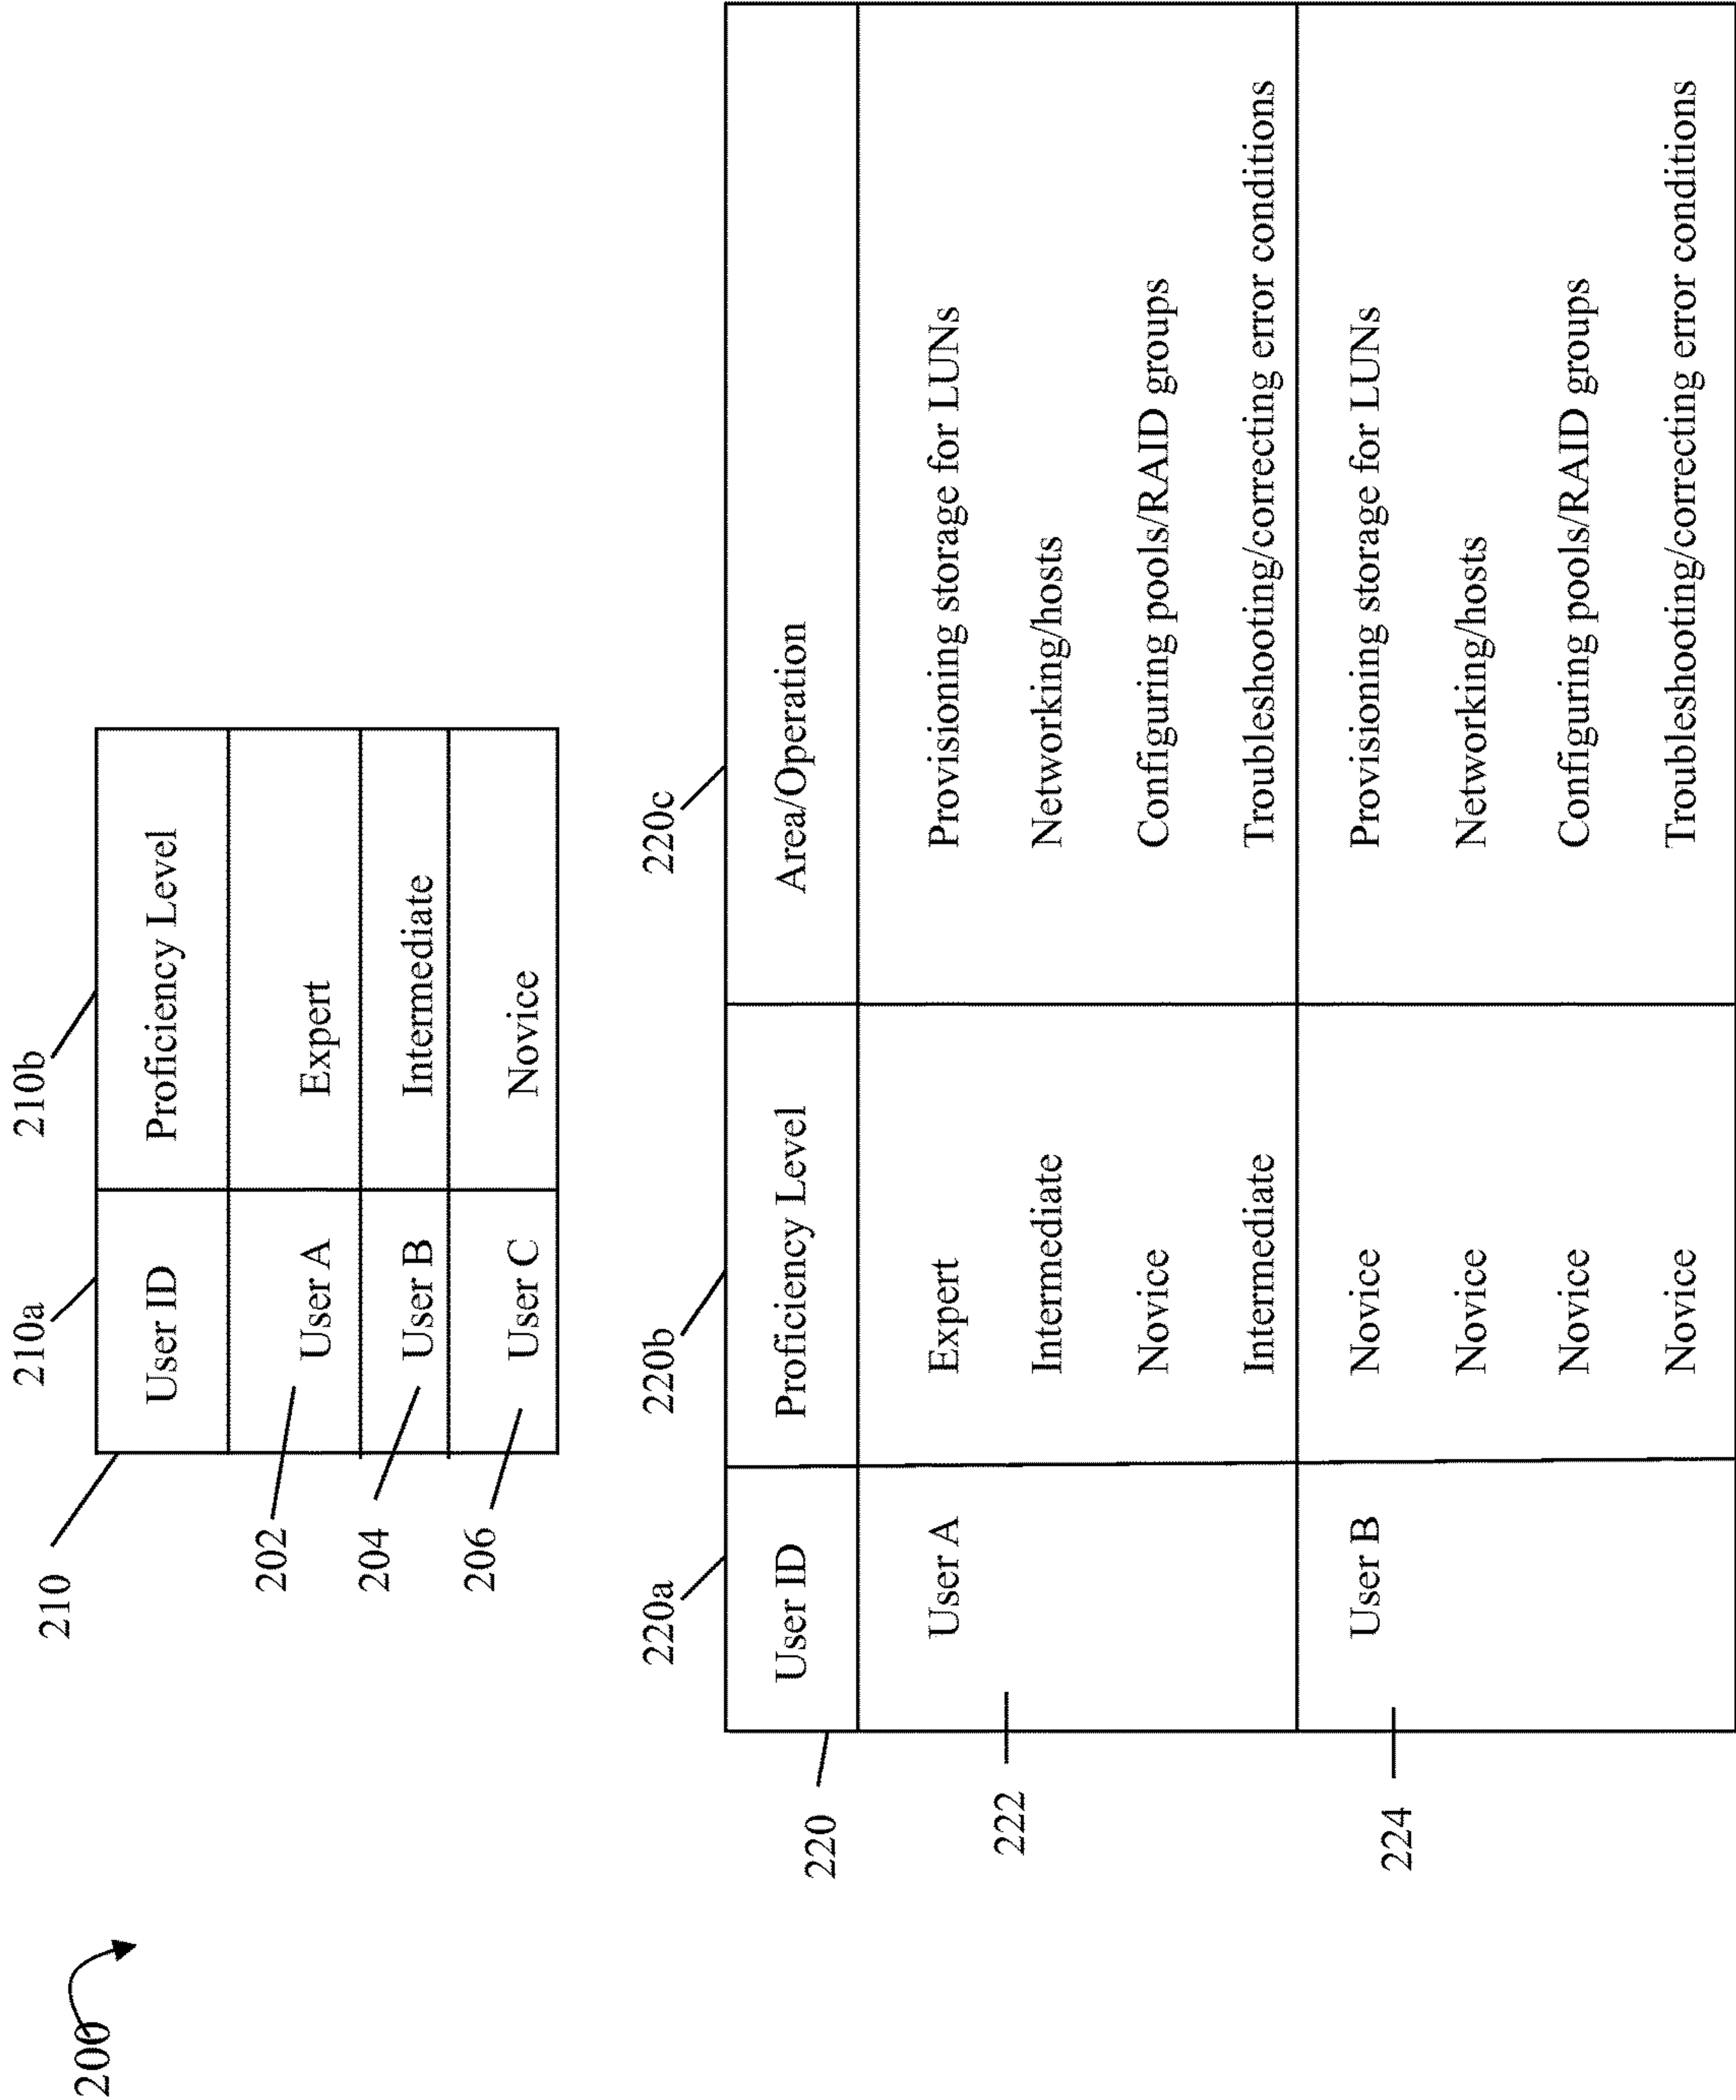 200
210
210a
210b
User ID Proficiency Level
202
User A Expert
204
User B Intermediate
206
User C Novice
220a
220b
220c
220
User ID Proficiency Level Area/Operation
User A Expert Provisioning storage for LUNs
222
Intermediate Networking/hosts
Novice Configuring pools/RAID groups
Intermediate Troubleshooting/correcting error conditions
User B Novice Provisioning storage for LUNs
224
Novice Networking/hosts
Novice Configuring pools/RAID groups
Novice Troubleshooting/correcting error conditions